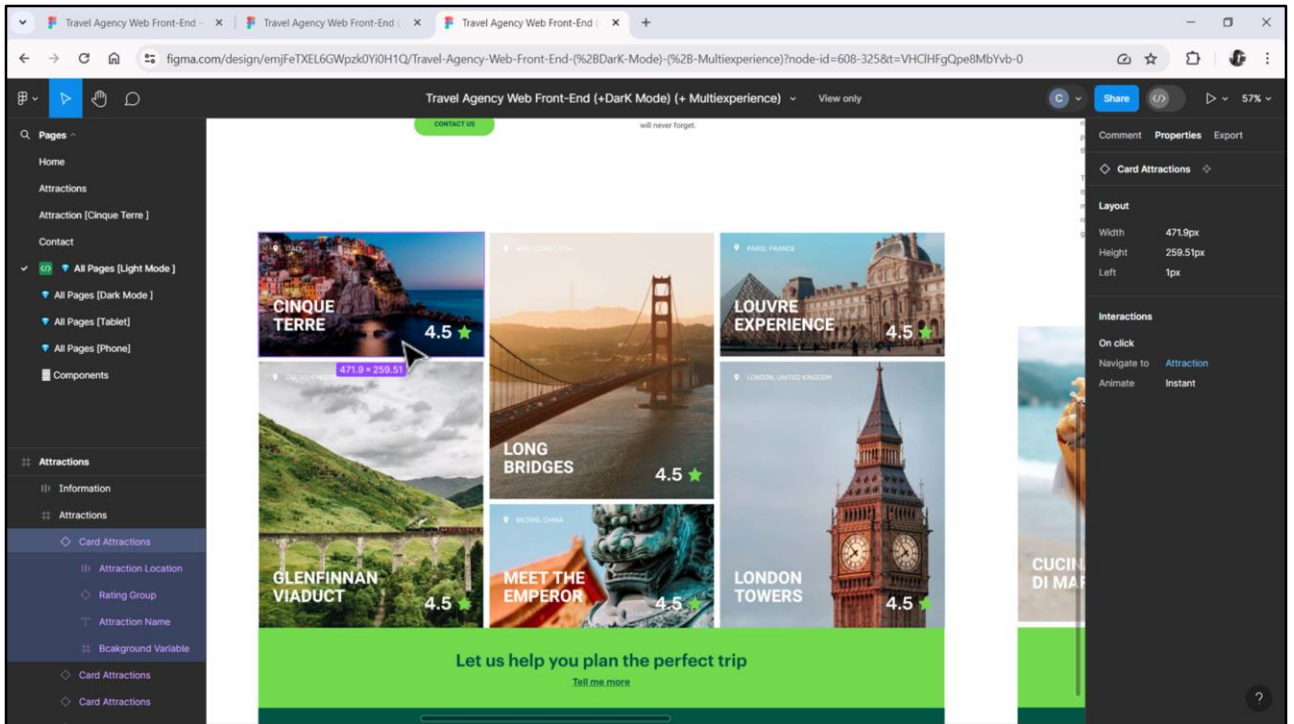 Travel Agency Web Front-End –
Travel Agency Web Front-End (
Travel Agency Web Front-End (
figma.com/design/emjFeTXEL6GWpzk0Yi0H1Q/Travel-Agency-Web-Front-End-(%2BDarK-Mode)-(%2B-Multiexperience)?node-id=608-325&t=VHClHFgQpe8MbYvb-0
Travel Agency Web Front-End (+DarK Mode) (+ Multiexperience)
View only
C
Share
57%
Pages
Home
Attractions
Attraction [Cinque Terre ]
Contact
All Pages [Light Mode ]
All Pages [Dark Mode ]
All Pages [Tablet]
All Pages [Phone]
Components
Attractions
Information
Attractions
Card Attractions
Attraction Location
Rating Group
Attraction Name
Bcakground Variable
Card Attractions
Card Attractions
CONTACT US
will never forget.
ITALY
CINQUE
TERRE
4.5
471.9 × 259.51
WEST COAST, USA
LONG
BRIDGES
4.5
PARIS, FRANCE
LOUVRE
EXPERIENCE
4.5
UNITED KINGDOM
GLENFINNAN
VIADUCT
4.5
BEIJING, CHINA
MEET THE
EMPEROR
4.5
LONDON, UNITED KINGDOM
LONDON
TOWERS
4.5
CUCIN
DI MAR
Let us help you plan the perfect trip
Tell me more
Comment
Properties
Export
Card Attractions
Layout
Width 471.9px
Height 259.51px
Left 1px
Interactions
On click
Navigate to Attraction
Animate Instant
?